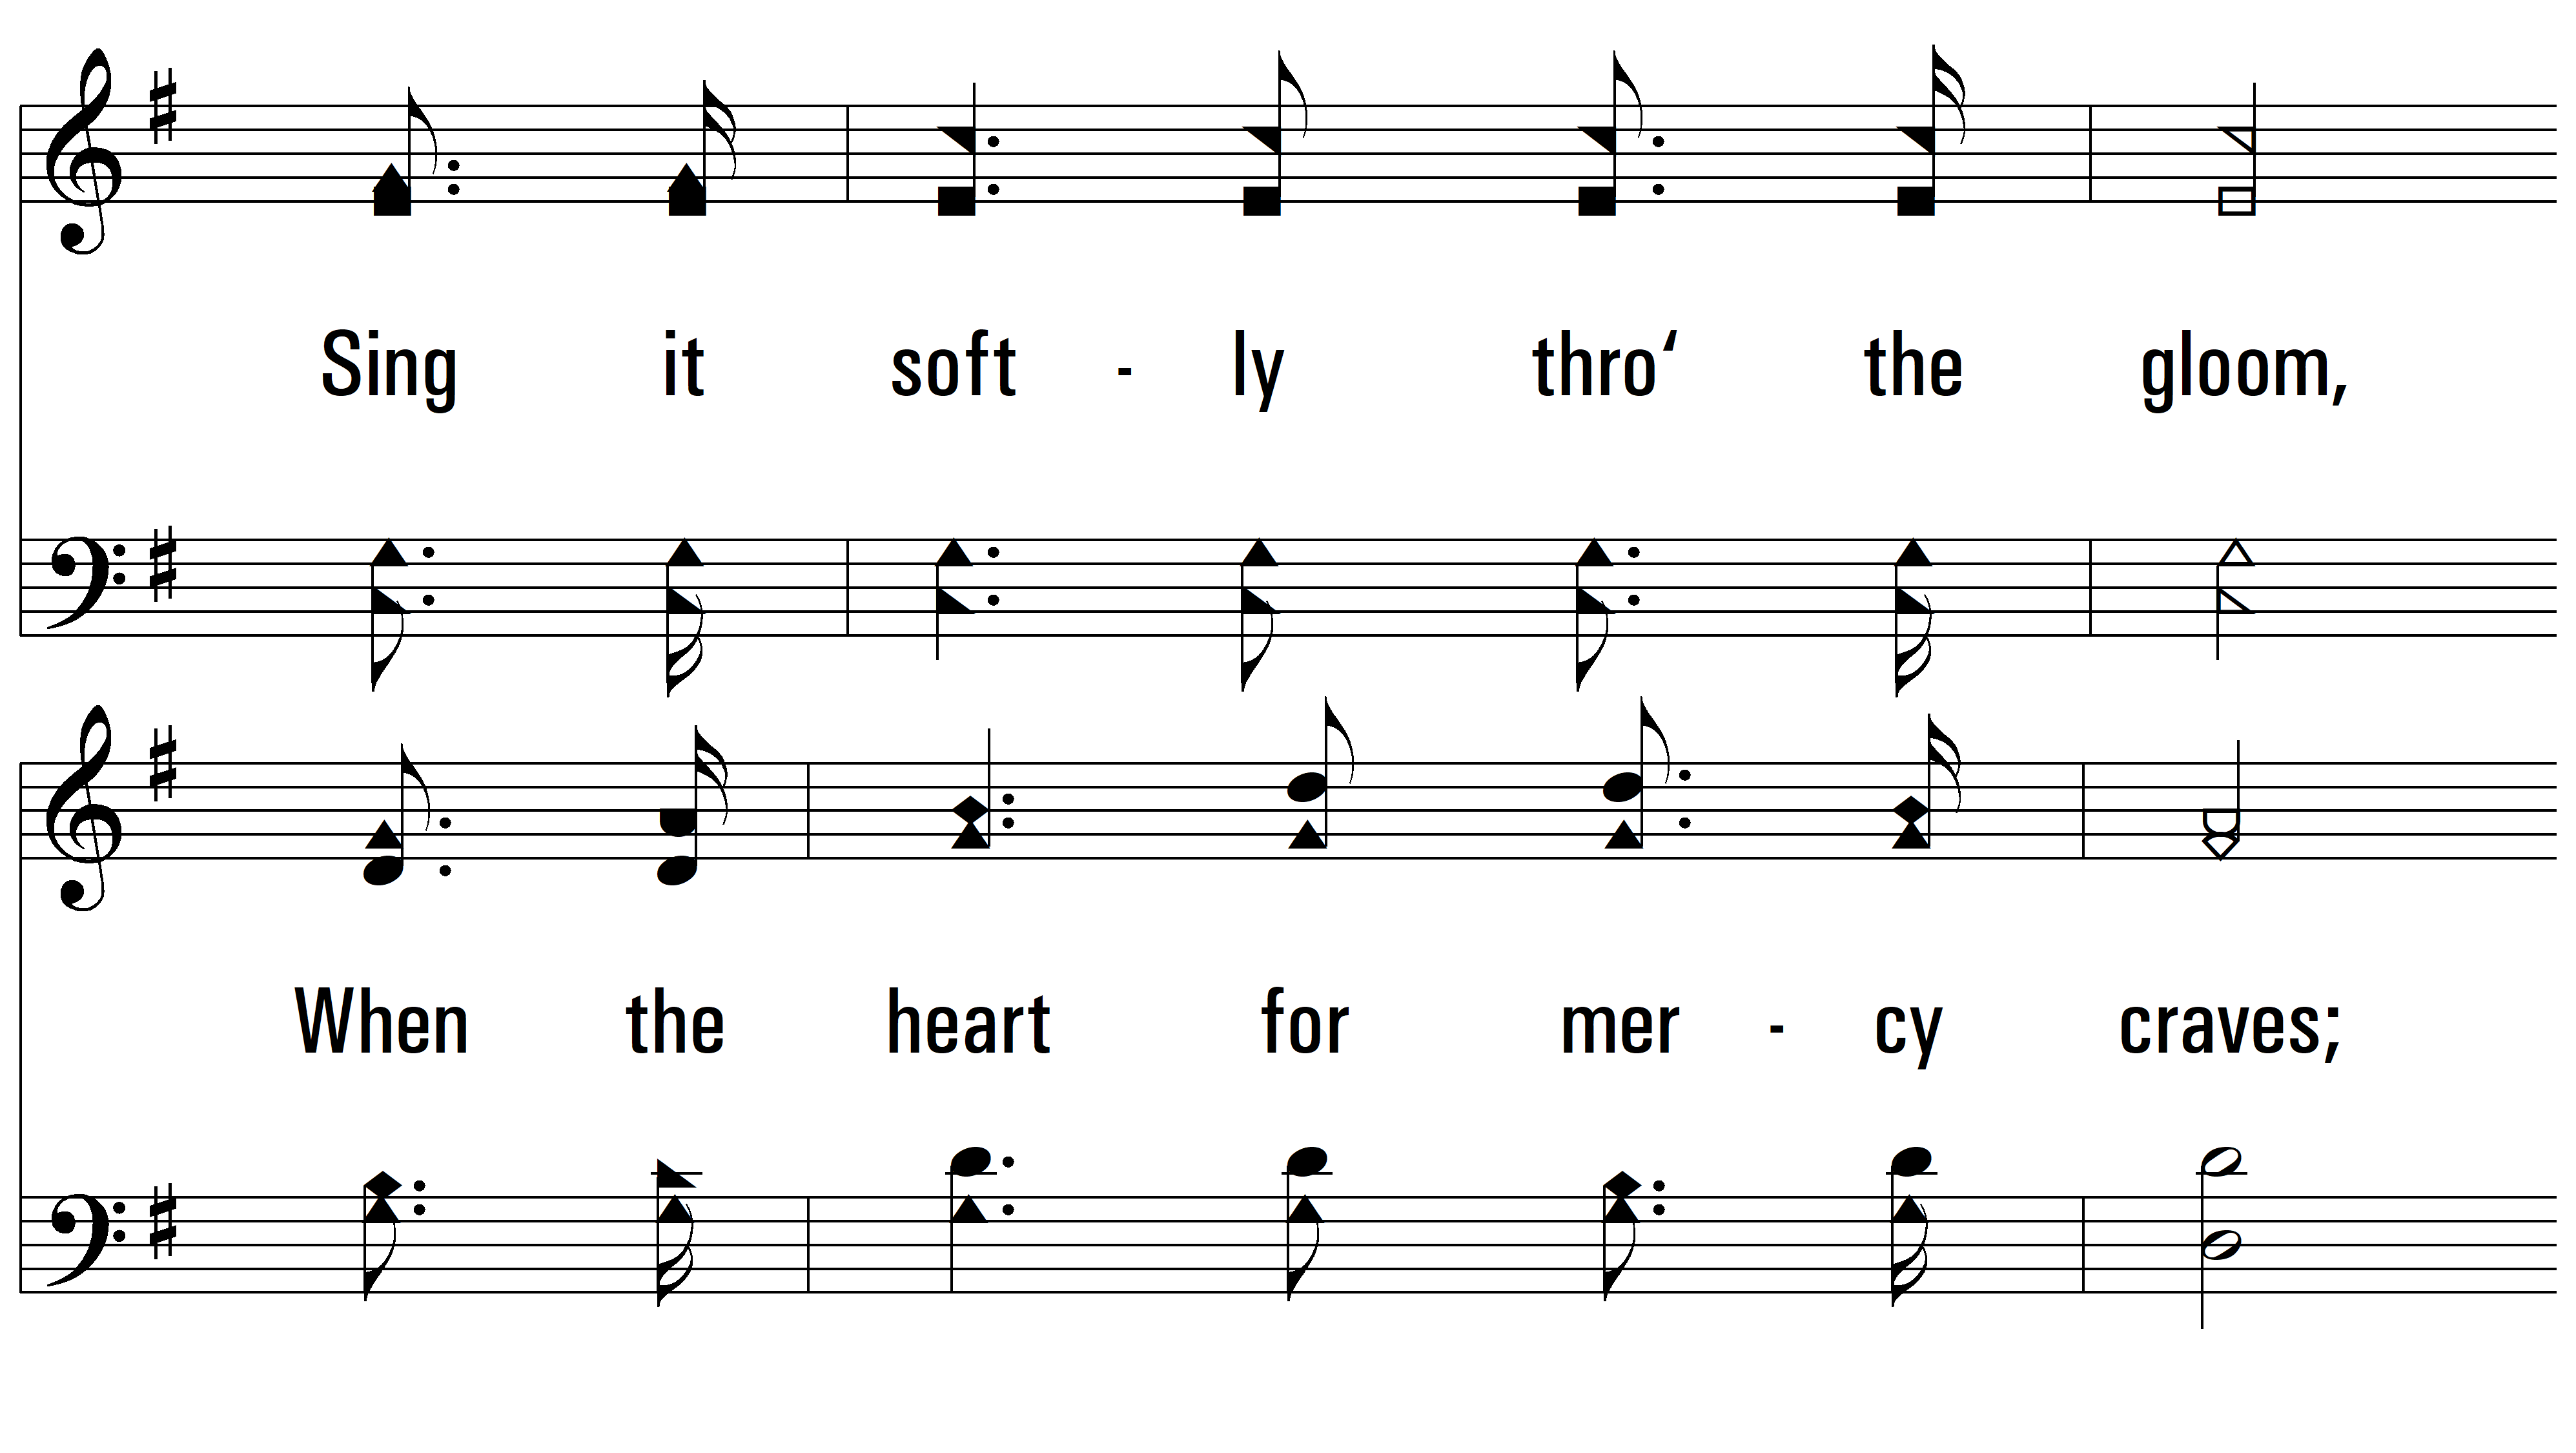 Sing it soft - ly thro‘ the gloom,
When the heart for mer - cy craves;